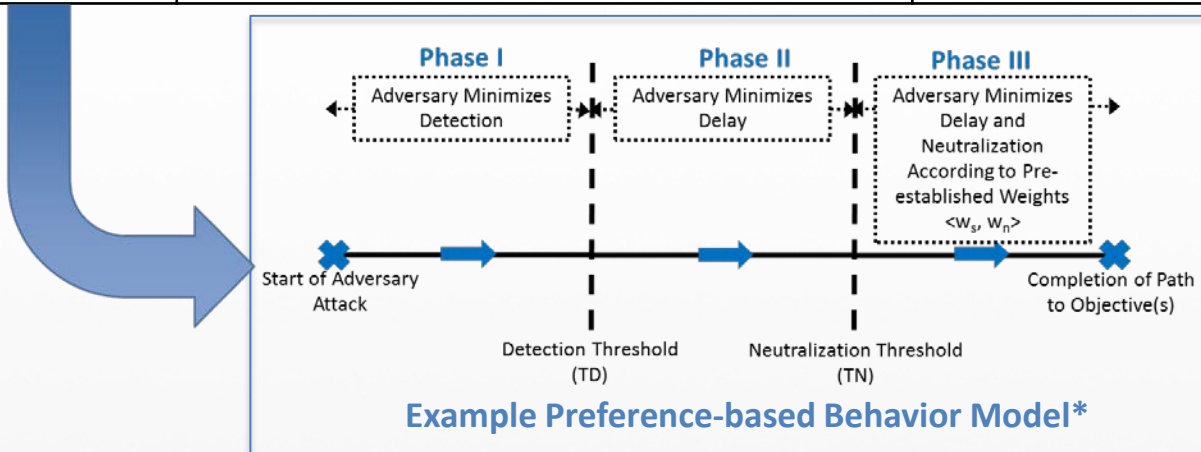 Phase I
Phase II
Phase III
Adversary Minimizes
Detection
Adversary Minimizes
Delay
Adversary Minimizes
Delay and
Neutralization
According to Pre-
established Weights
<w_s, w_n>
Start of Adversary
Attack
Completion of Path
to Objective(s)
Detection Threshold
(TD)
Neutralization Threshold
(TN)
Example Preference-based Behavior Model*